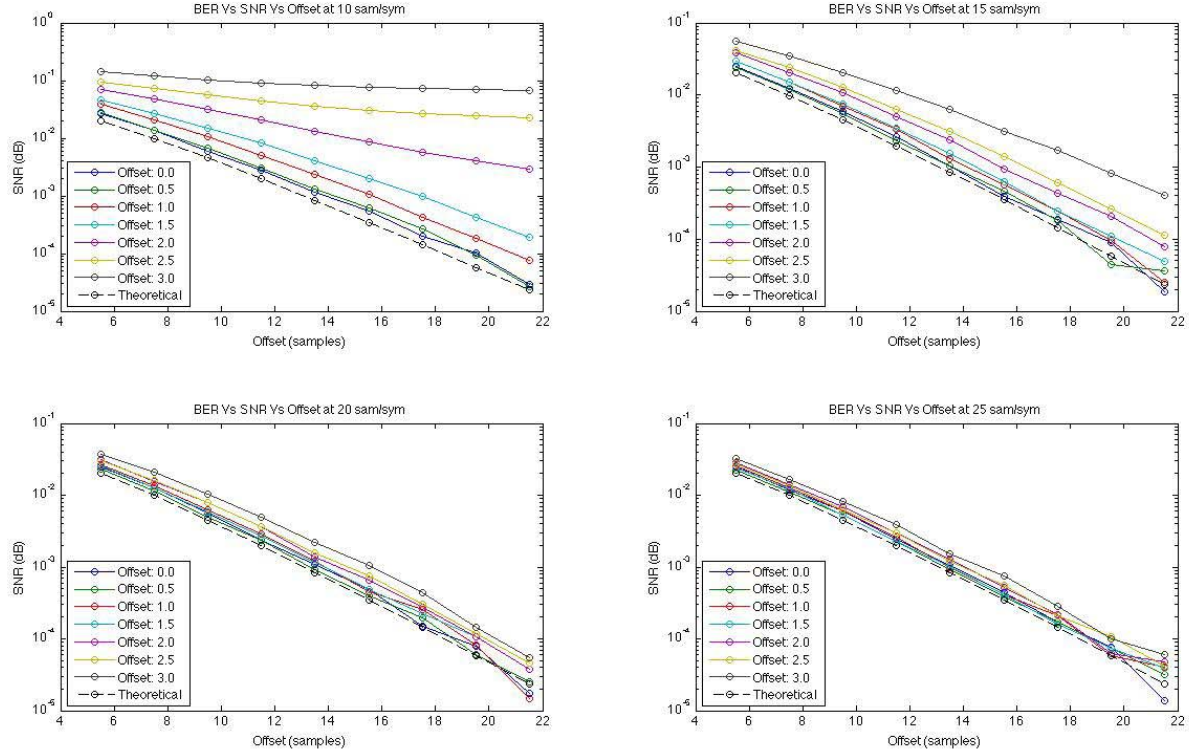 BER Vs SNR Vs Offset at 10 sam/sym
10^0
10^-1
10^-2
10^-3
10^-4
10^-5
SNR (dB)
Offset: 0.0
Offset: 0.5
Offset: 1.0
Offset: 1.5
Offset: 2.0
Offset: 2.5
Offset: 3.0
Theoretical
4 6 8 10 12 14 16 18 20 22
Offset (samples)
BER Vs SNR Vs Offset at 15 sam/sym
10^-1
10^-2
10^-3
10^-4
10^-5
SNR (dB)
Offset: 0.0
Offset: 0.5
Offset: 1.0
Offset: 1.5
Offset: 2.0
Offset: 2.5
Offset: 3.0
Theoretical
4 6 8 10 12 14 16 18 20 22
Offset (samples)
BER Vs SNR Vs Offset at 20 sam/sym
10^-1
10^-2
10^-3
10^-4
10^-5
SNR (dB)
Offset: 0.0
Offset: 0.5
Offset: 1.0
Offset: 1.5
Offset: 2.0
Offset: 2.5
Offset: 3.0
Theoretical
4 6 8 10 12 14 16 18 20 22
Offset (samples)
BER Vs SNR Vs Offset at 25 sam/sym
10^-1
10^-2
10^-3
10^-4
10^-5
SNR (dB)
Offset: 0.0
Offset: 0.5
Offset: 1.0
Offset: 1.5
Offset: 2.0
Offset: 2.5
Offset: 3.0
Theoretical
4 6 8 10 12 14 16 18 20 22
Offset (samples)